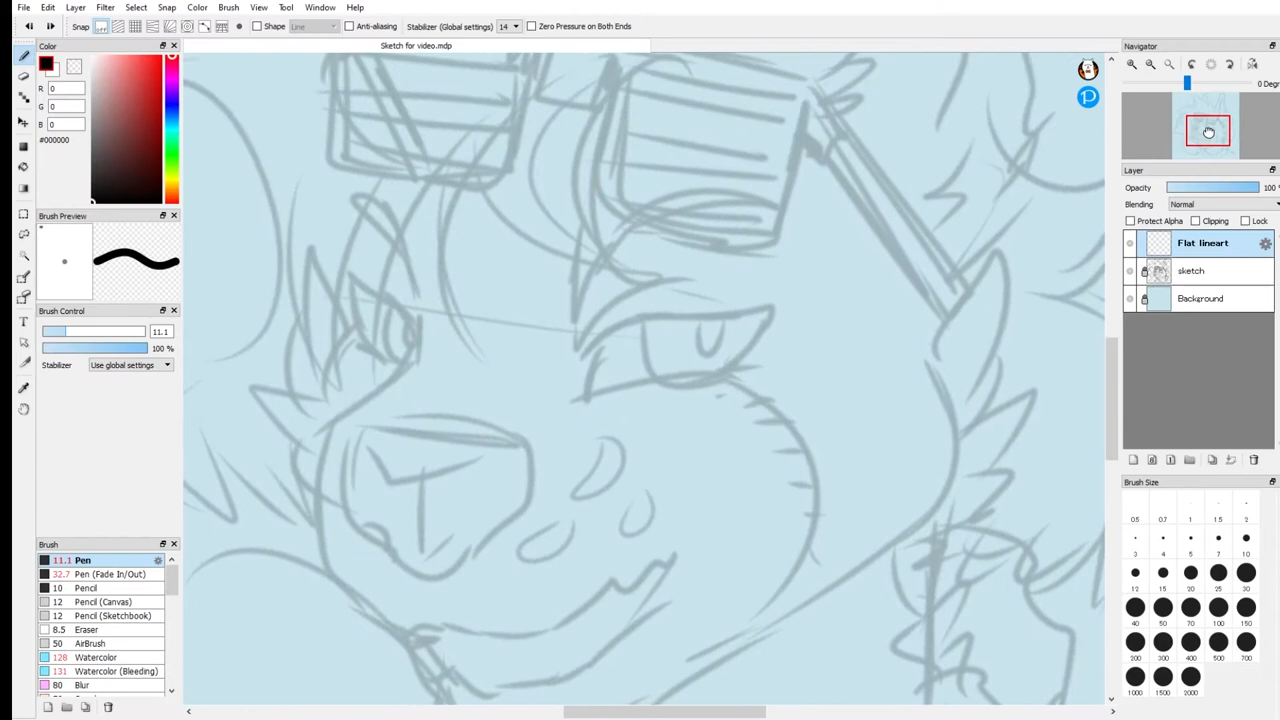 File Edit Layer Filter Select Snap Color Brush View Tool Window Help
Snap OFF Shape Line Anti-aliasing Stabilizer (Global settings) 14 Zero Pressure on Both Ends
Color
Sketch for video.mdp
Navigator
R 0
G 0
B 0
#000000
0 Degr
Layer
Opacity 100
Blending Normal
Protect Alpha Clipping Lock
Flat lineart
sketch
Background
Brush Preview
Brush Control
11.1
100 %
Stabilizer Use global settings
Brush
11.1 Pen
32.7 Pen (Fade In/Out)
10 Pencil
12 Pencil (Canvas)
12 Pencil (Sketchbook)
8.5 Eraser
50 AirBrush
128 Watercolor
131 Watercolor (Bleeding)
80 Blur
Brush Size
0.5 0.7 1 1.5 2
3 4 5 7 10
12 15 20 25 30
40 50 70 100 150
200 300 400 500 700
1000 1500 2000